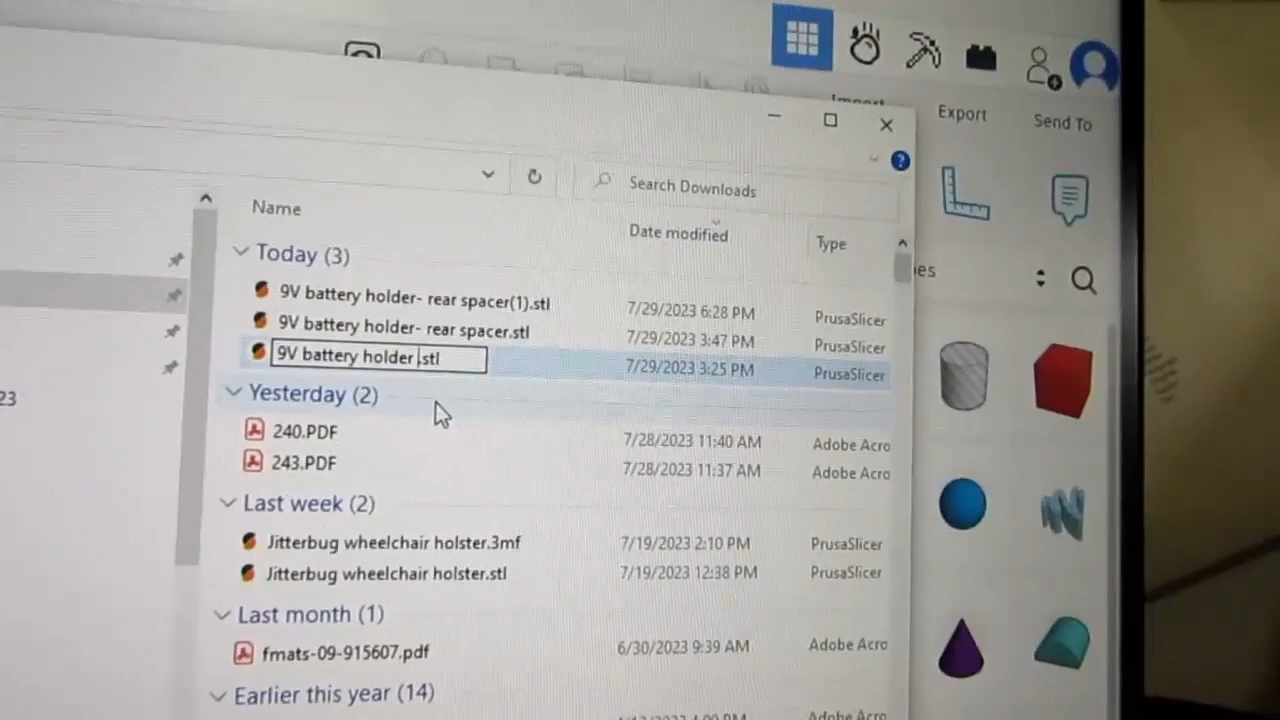 Import
Export
Send To
Search Downloads
Name
Date modified
Type
Today (3)
9V battery holder- rear spacer(1).stl 7/29/2023 6:28 PM PrusaSlicer
9V battery holder- rear spacer.stl 7/29/2023 3:47 PM PrusaSlicer
9V battery holder .stl 7/29/2023 3:25 PM PrusaSlicer
Yesterday (2)
23
240.PDF 7/28/2023 11:40 AM Adobe Acro
243.PDF 7/28/2023 11:37 AM Adobe Acro
Last week (2)
Jitterbug wheelchair holster.3mf 7/19/2023 2:10 PM PrusaSlicer
Jitterbug wheelchair holster.stl 7/19/2023 12:38 PM PrusaSlicer
Last month (1)
fmats-09-915607.pdf 6/30/2023 9:39 AM Adobe Acro
Earlier this year (14)
Adobe Acro
es